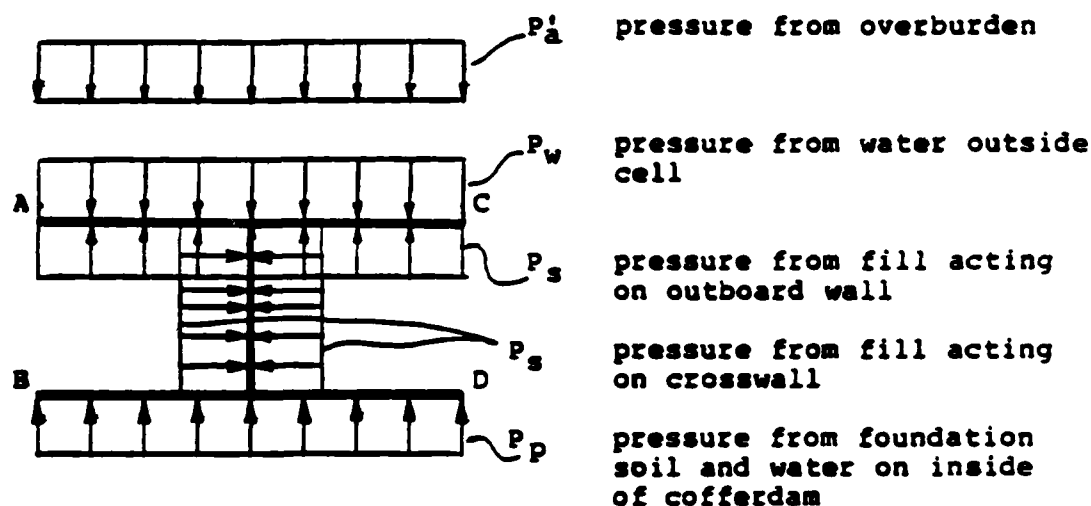 P'a pressure from overburden
Pw pressure from water outside
cell
A C
Ps pressure from fill acting
on outboard wall
Ps pressure from fill acting
on crosswall
B D
Pp pressure from foundation
soil and water on inside
of cofferdam